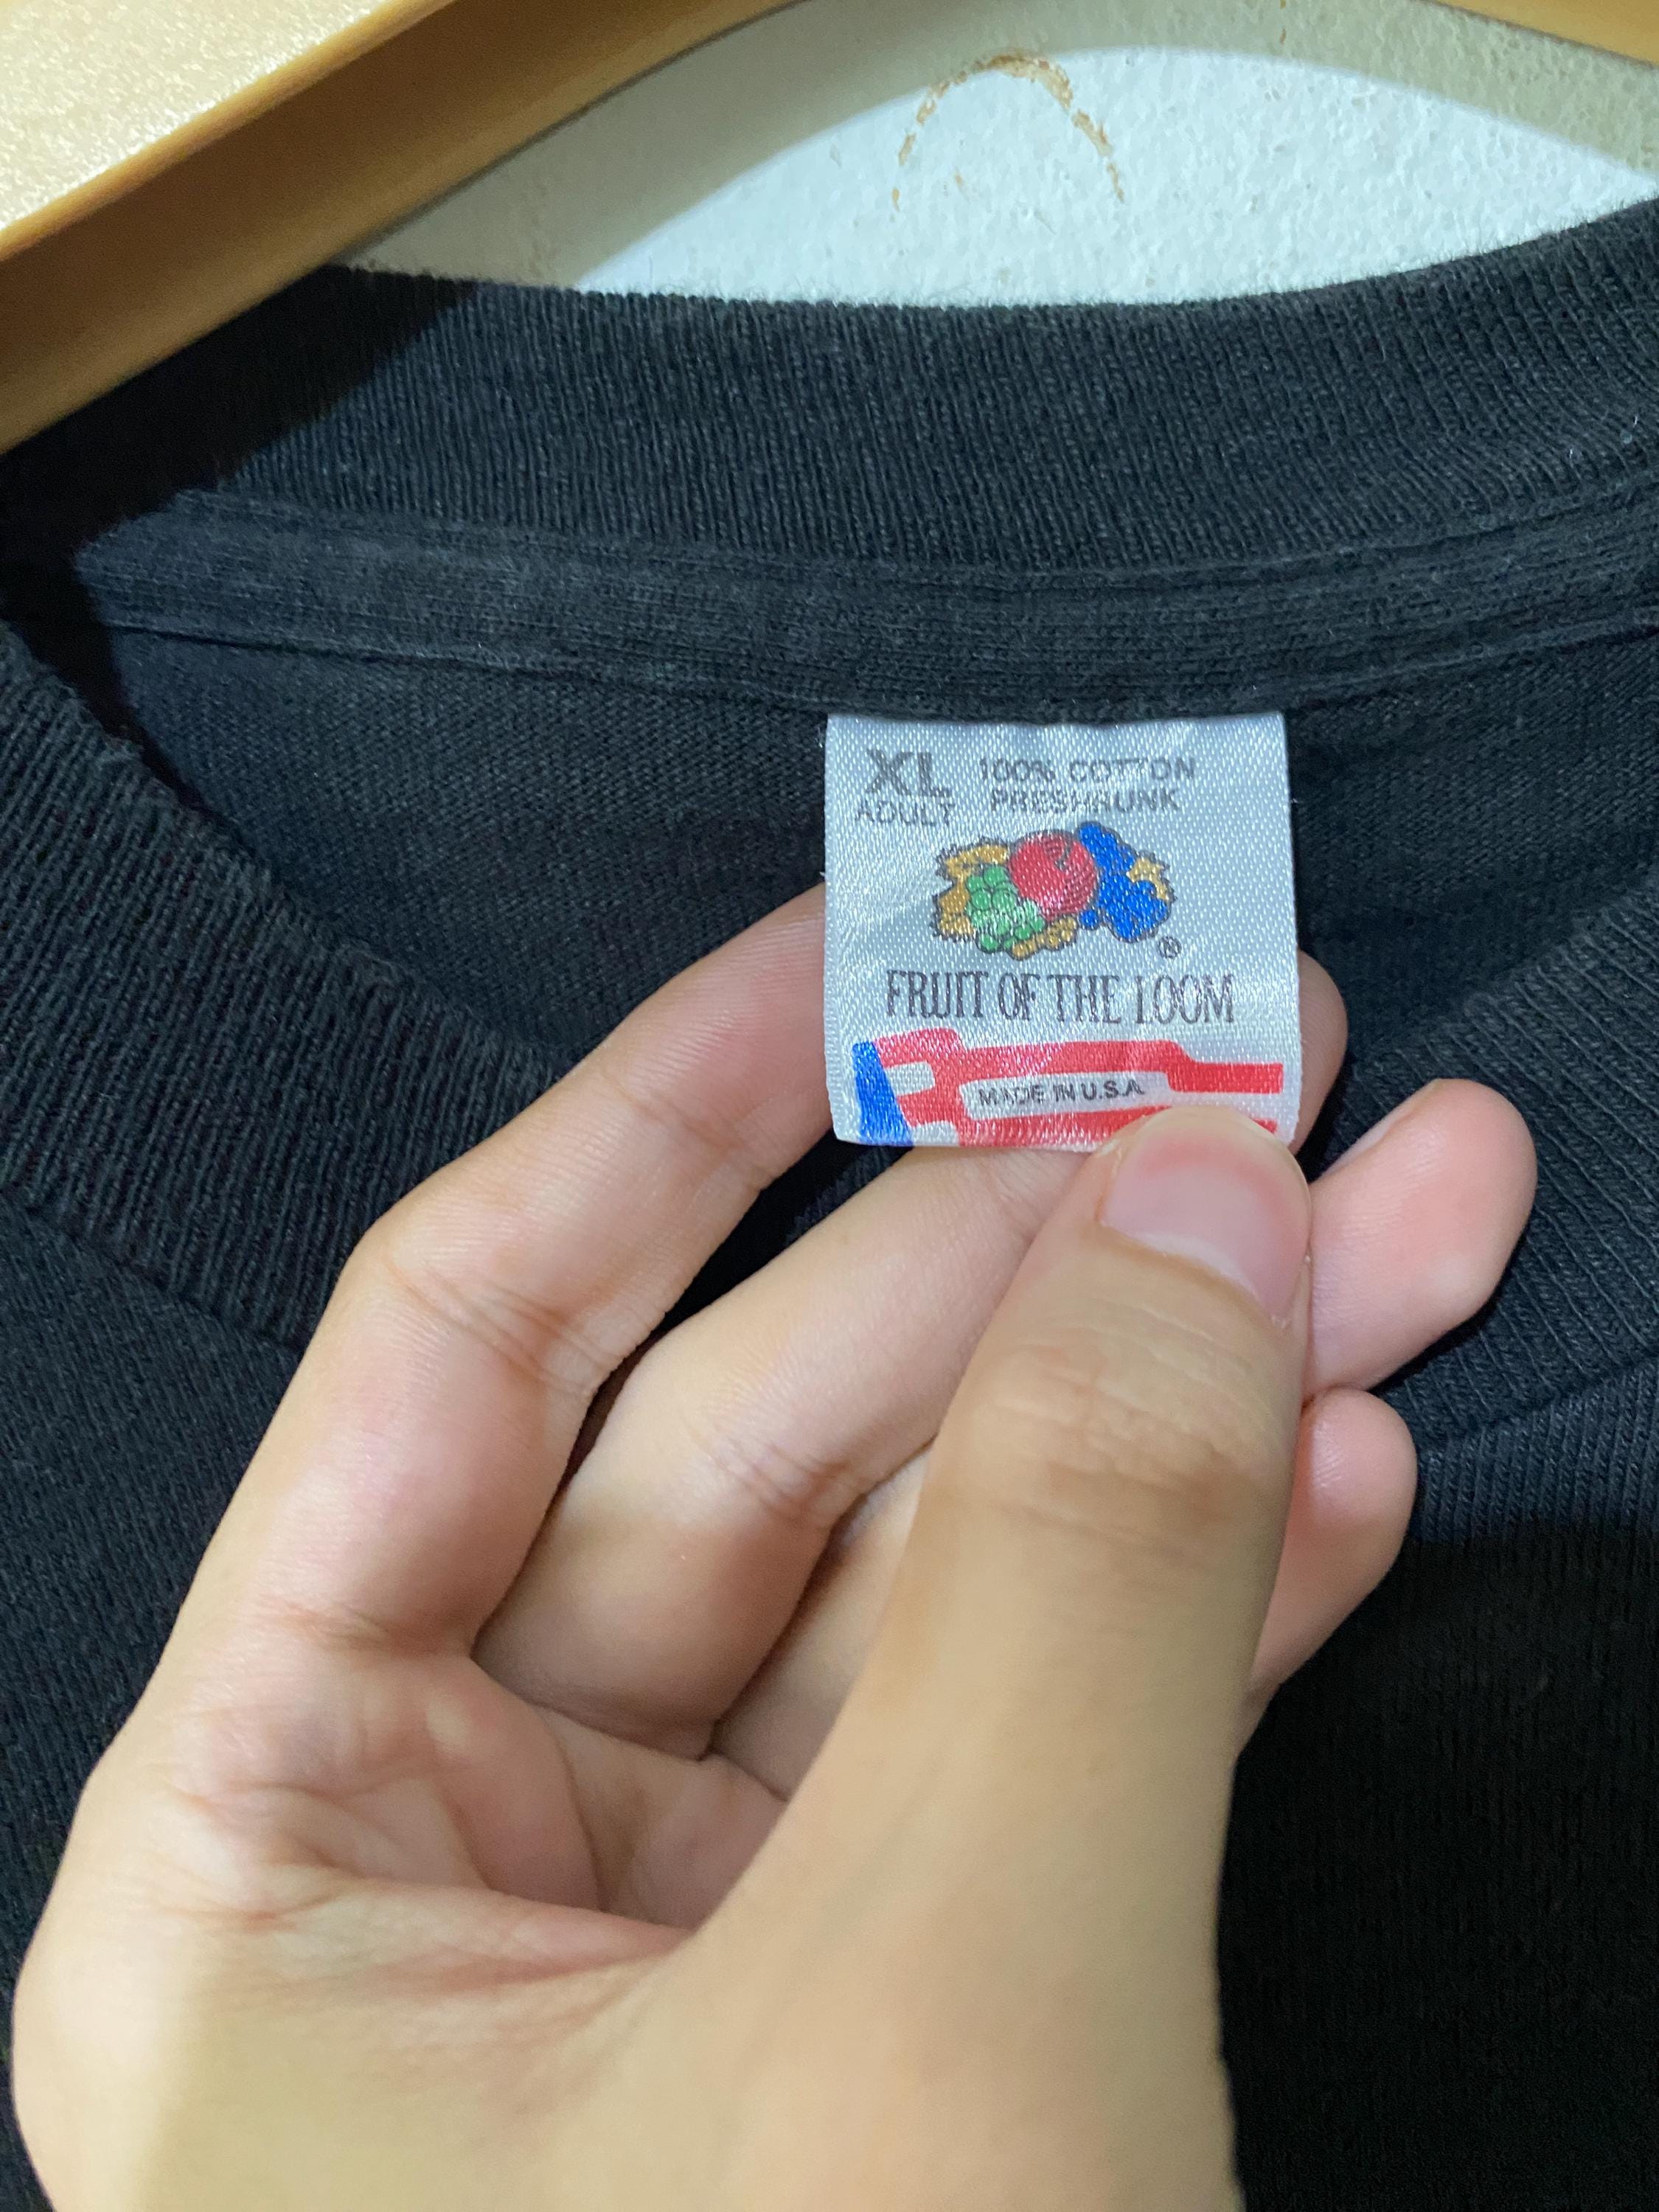 XL 100% COTTON
ADULT PRESHRUNK
®
FRUIT OF THE LOOM
MADE IN U.S.A.